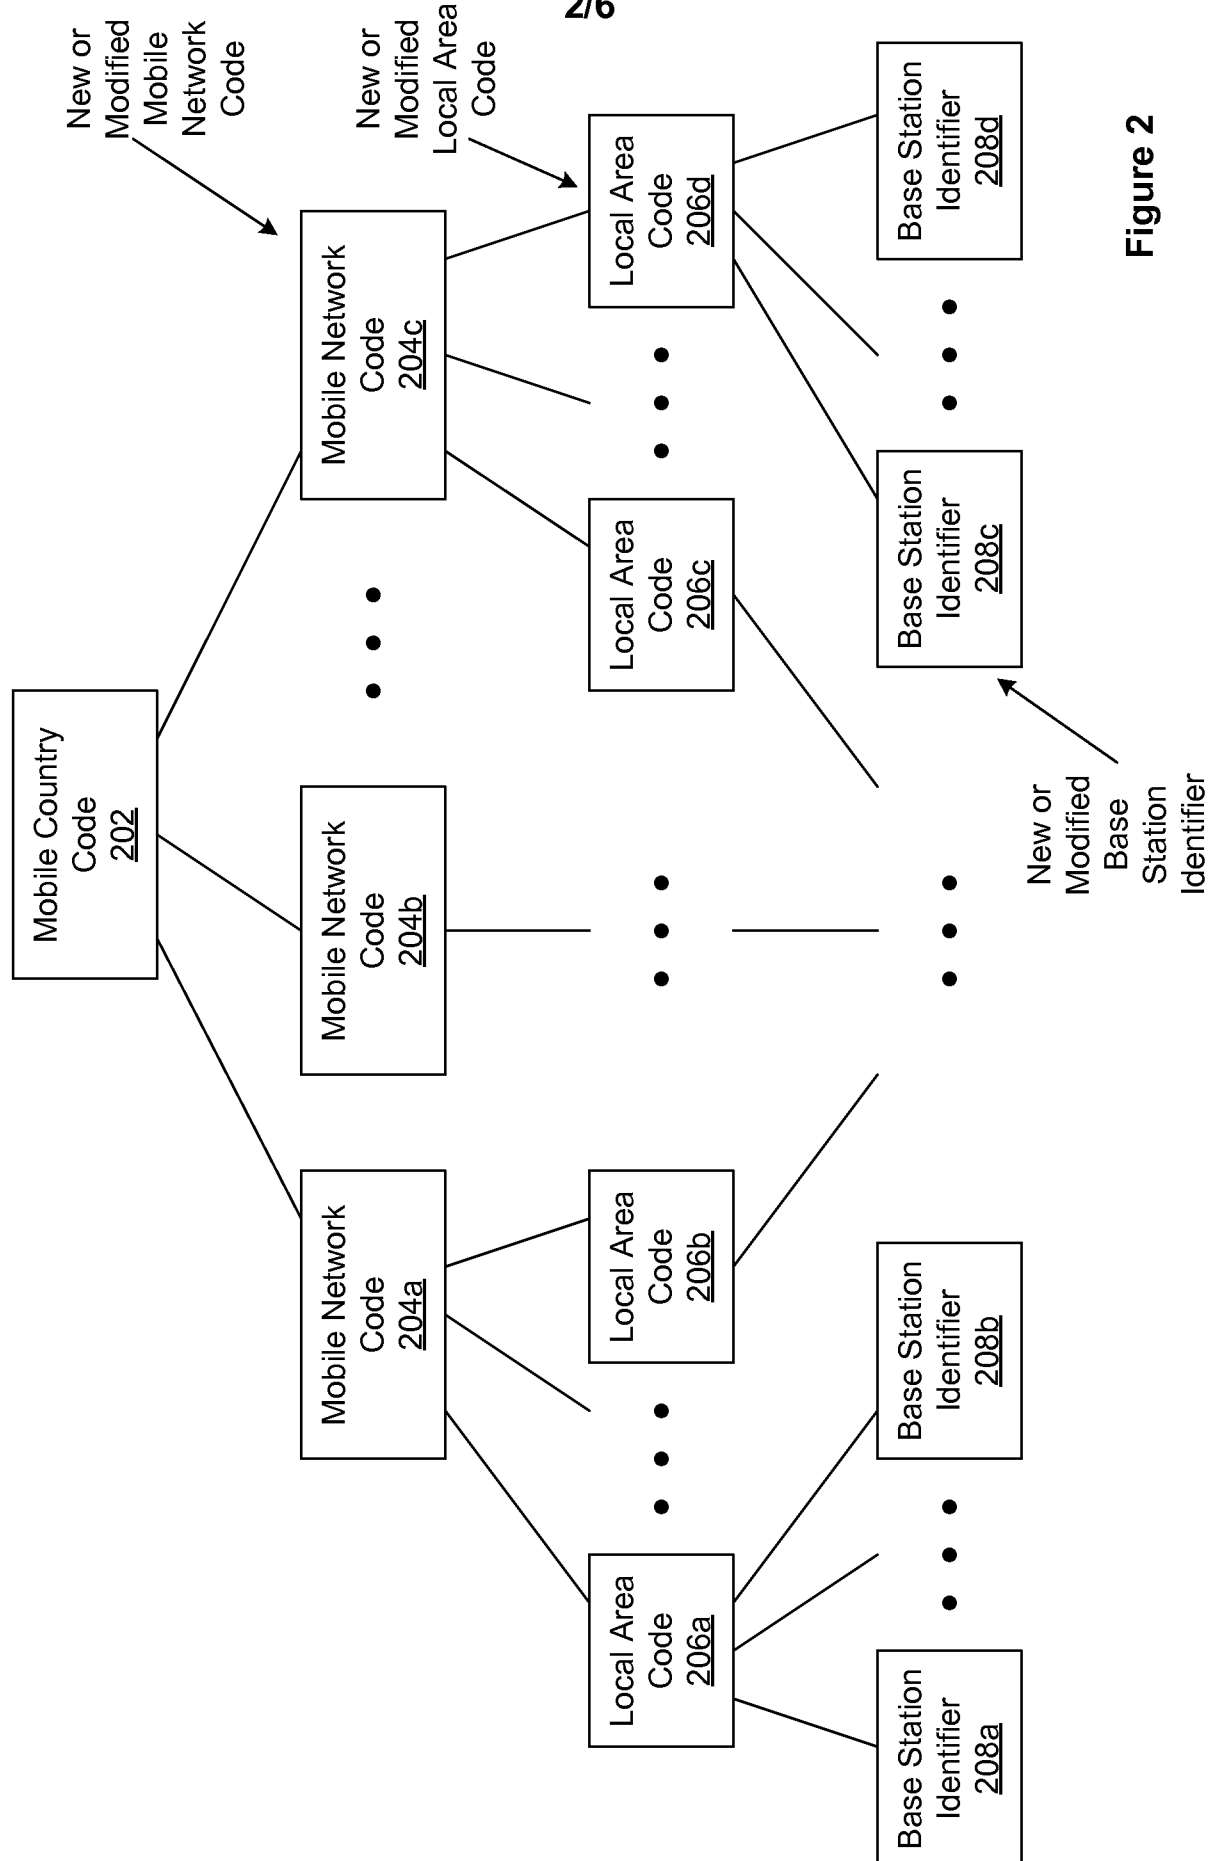 2/6
Mobile Country
Code
202
Mobile Network
Code
204a
Mobile Network
Code
204b
Mobile Network
Code
204c
New or
Modified
Mobile
Network
Code
Local Area
Code
206a
Local Area
Code
206b
Local Area
Code
206c
Local Area
Code
206d
New or
Modified
Local Area
Code
Base Station
Identifier
208a
Base Station
Identifier
208b
Base Station
Identifier
208c
Base Station
Identifier
208d
New or
Modified
Base
Station
Identifier
Figure 2